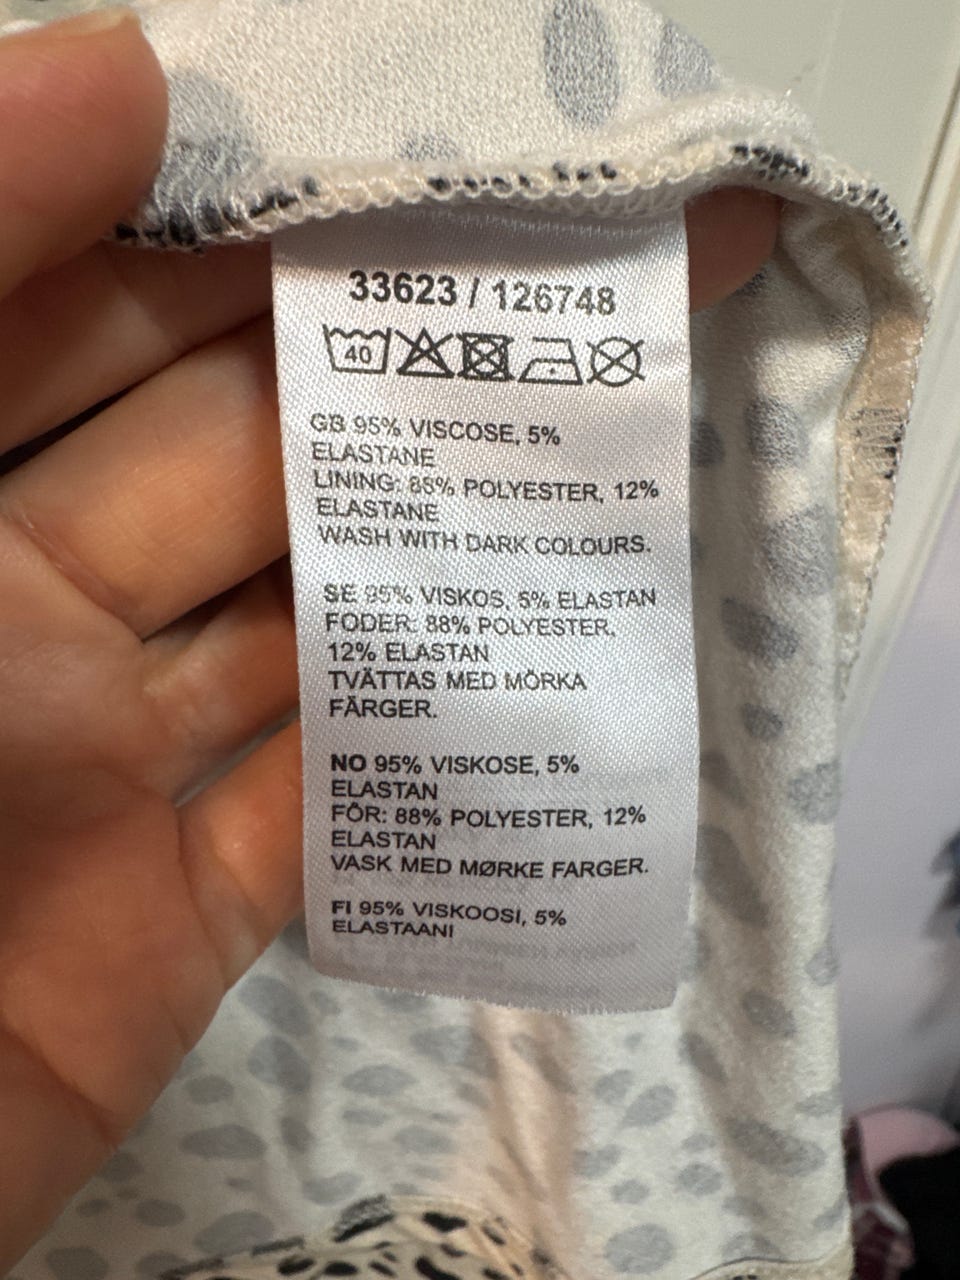 33623 / 126748
40
GB 95% VISCOSE, 5%
ELASTANE
LINING: 88% POLYESTER, 12%
ELASTANE
WASH WITH DARK COLOURS.
SE 95% VISKOS, 5% ELASTAN
FODER: 88% POLYESTER,
12% ELASTAN
TVÄTTAS MED MÖRKA
FÄRGER.
NO 95% VISKOSE, 5%
ELASTAN
FÖR: 88% POLYESTER, 12%
ELASTAN
VASK MED MØRKE FARGER.
FI 95% VISKOOSI, 5%
ELASTAANI